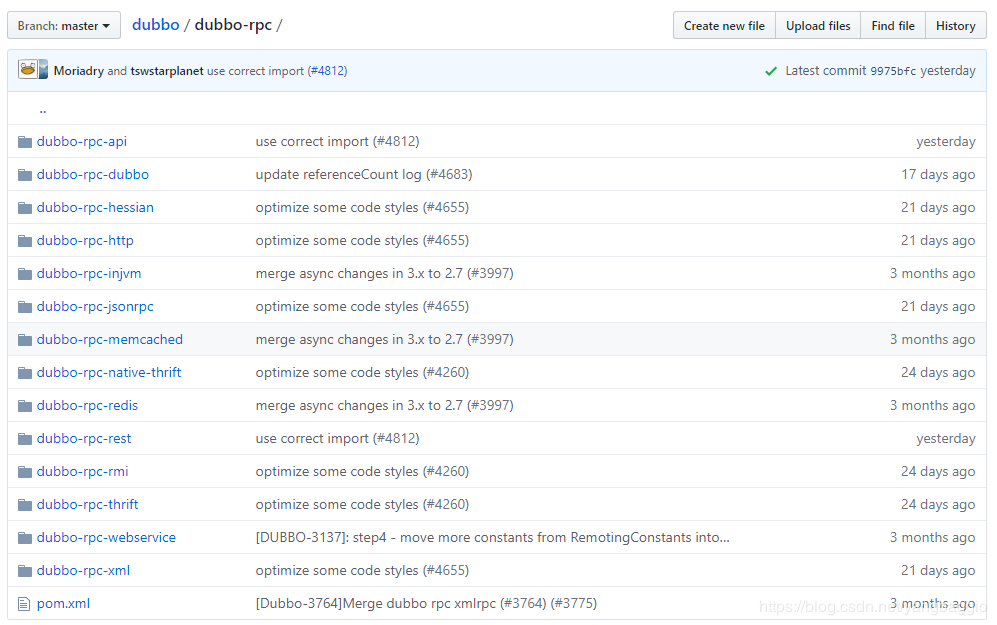 Branch: master dubbo / dubbo-rpc / Create new file Upload files Find file History
Moriadry and tswstarplanet use correct import (#4812) Latest commit 9975bfc yesterday
..
dubbo-rpc-api use correct import (#4812) yesterday
dubbo-rpc-dubbo update referenceCount log (#4683) 17 days ago
dubbo-rpc-hessian optimize some code styles (#4655) 21 days ago
dubbo-rpc-http optimize some code styles (#4655) 21 days ago
dubbo-rpc-injvm merge async changes in 3.x to 2.7 (#3997) 3 months ago
dubbo-rpc-jsonrpc optimize some code styles (#4655) 21 days ago
dubbo-rpc-memcached merge async changes in 3.x to 2.7 (#3997) 3 months ago
dubbo-rpc-native-thrift optimize some code styles (#4260) 24 days ago
dubbo-rpc-redis merge async changes in 3.x to 2.7 (#3997) 3 months ago
dubbo-rpc-rest use correct import (#4812) yesterday
dubbo-rpc-rmi optimize some code styles (#4260) 24 days ago
dubbo-rpc-thrift optimize some code styles (#4260) 24 days ago
dubbo-rpc-webservice [DUBBO-3137]: step4 - move more constants from RemotingConstants into... 3 months ago
dubbo-rpc-xml optimize some code styles (#4655) 21 days ago
pom.xml [Dubbo-3764]Merge dubbo rpc xmlrpc (#3764) (#3775) 3 months ago